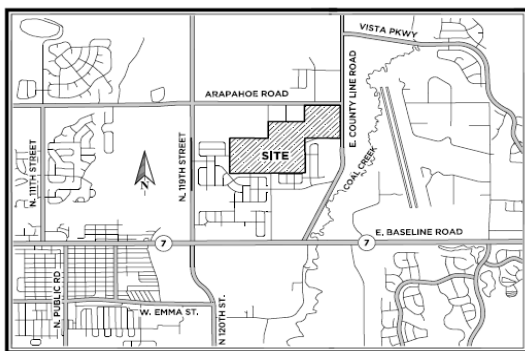 VISTA PKWY
ARAPAHOE ROAD
E. COUNTY LINE ROAD
N. 111TH STREET
N. 119TH STREET
SITE
COAL CREEK
N
E. BASELINE ROAD
7
7
N. PUBLIC RD
W. EMMA ST.
N 120TH ST.